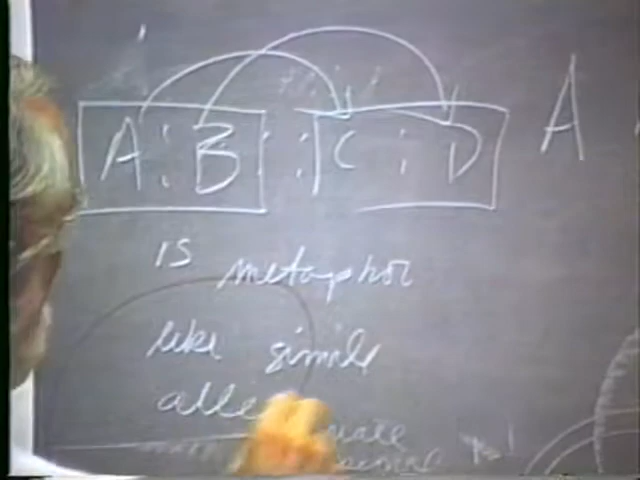 A : B :: C : D A
is metaphor
like simile
alle